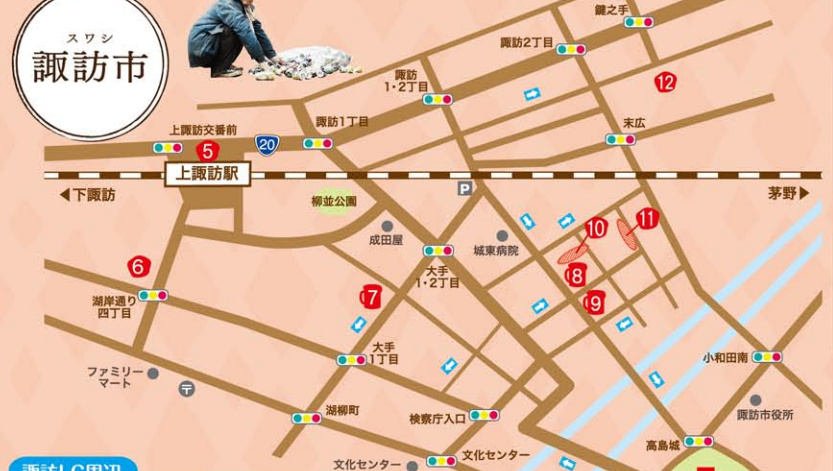 スワシ
諏訪市
鍵之手
諏訪2丁目
諏訪
1・2丁目
12
末広
諏訪1丁目
上諏訪交番前
5
20
上諏訪駅
◀下諏訪
茅野▶
P
柳並公園
成田屋
城東病院
10
11
大手
1・2丁目
8
9
6
7
湖岸通り
四丁目
大手
1丁目
ファミリー
マート
〒
小和田南
湖柳町
検察庁入口
諏訪市役所
高島城
文化センター
文化センター
諏訪I.C周辺